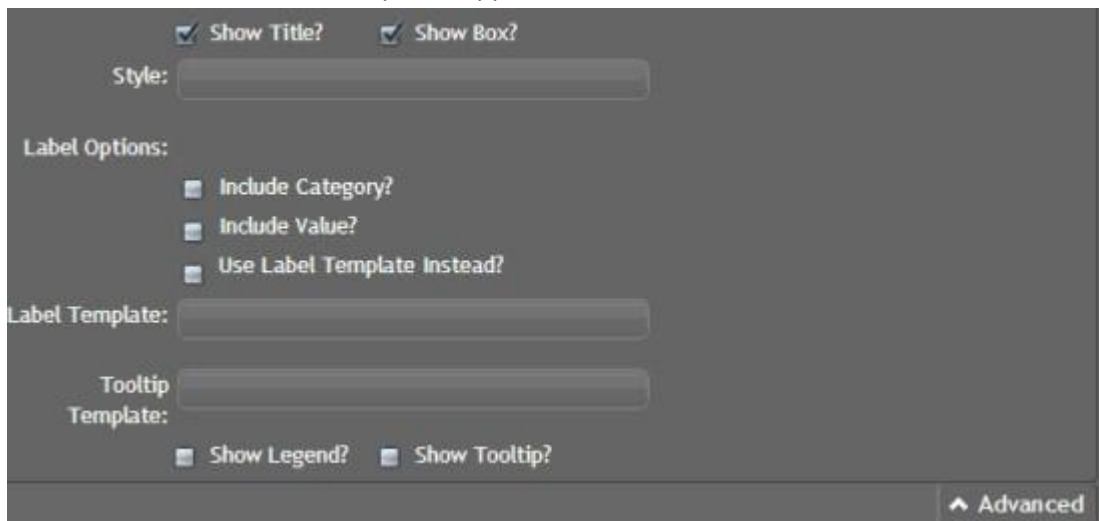 Show Title? Show Box?
Style:
Label Options:
Include Category?
Include Value?
Use Label Template Instead?
Label Template:
Tooltip
Template:
Show Legend? Show Tooltip?
Advanced